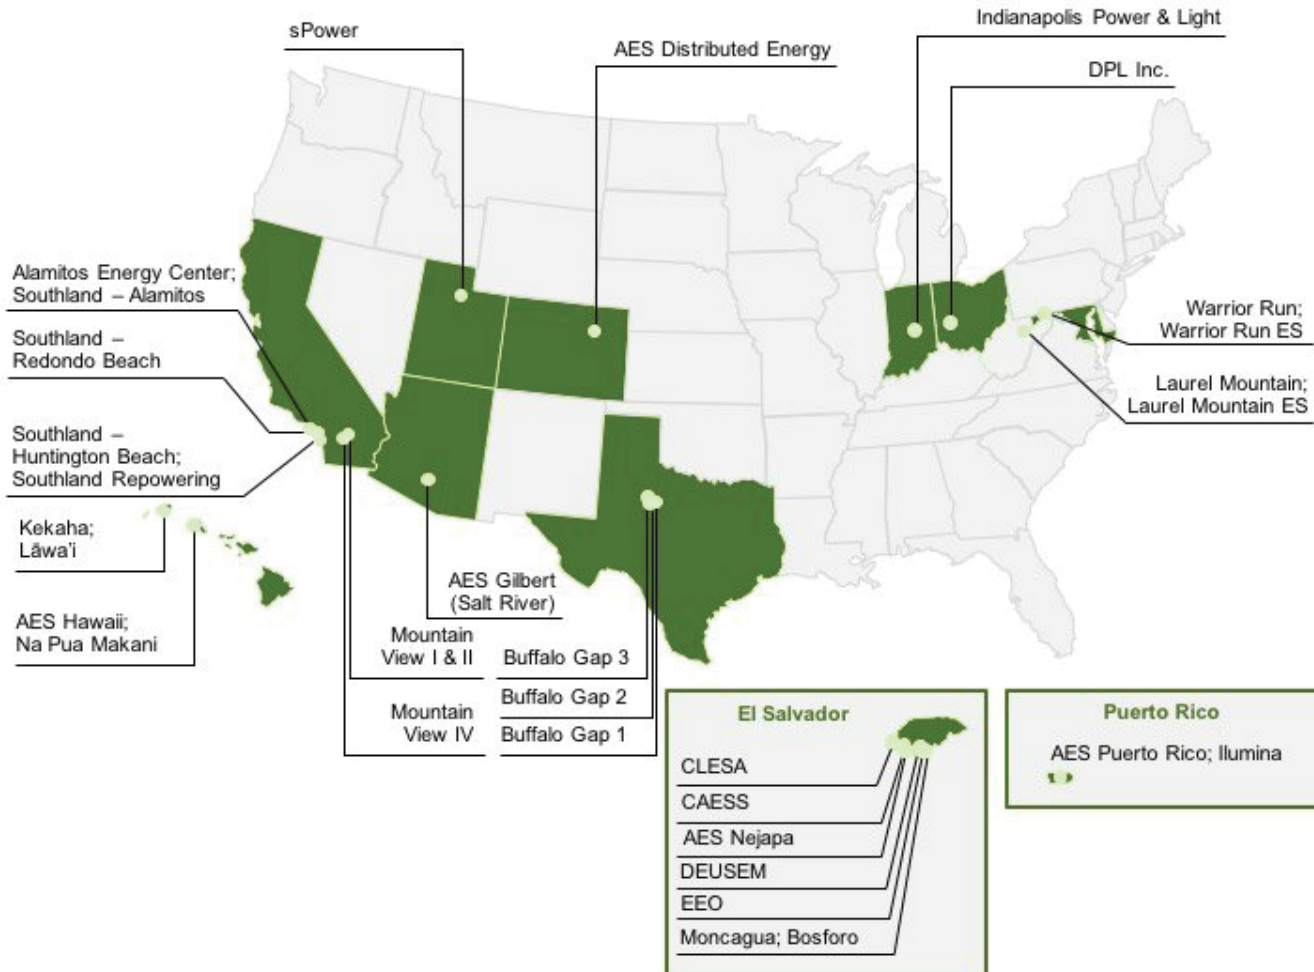 Indianapolis Power & Light
sPower
AES Distributed Energy
DPL Inc.
Alamitos Energy Center;
Southland – Alamitos
Southland –
Redondo Beach
Southland –
Huntington Beach;
Southland Repowering
Warrior Run;
Warrior Run ES
Laurel Mountain;
Laurel Mountain ES
Kekaha;
Lāwa'i
AES Hawaii;
Na Pua Makani
AES Gilbert
(Salt River)
Mountain
View I & II
Buffalo Gap 3
Buffalo Gap 2
Mountain
View IV
Buffalo Gap 1
El Salvador
CLESA
CAESS
AES Nejapa
DEUSEM
EEO
Moncagua; Bosforo
Puerto Rico
AES Puerto Rico; Ilumina